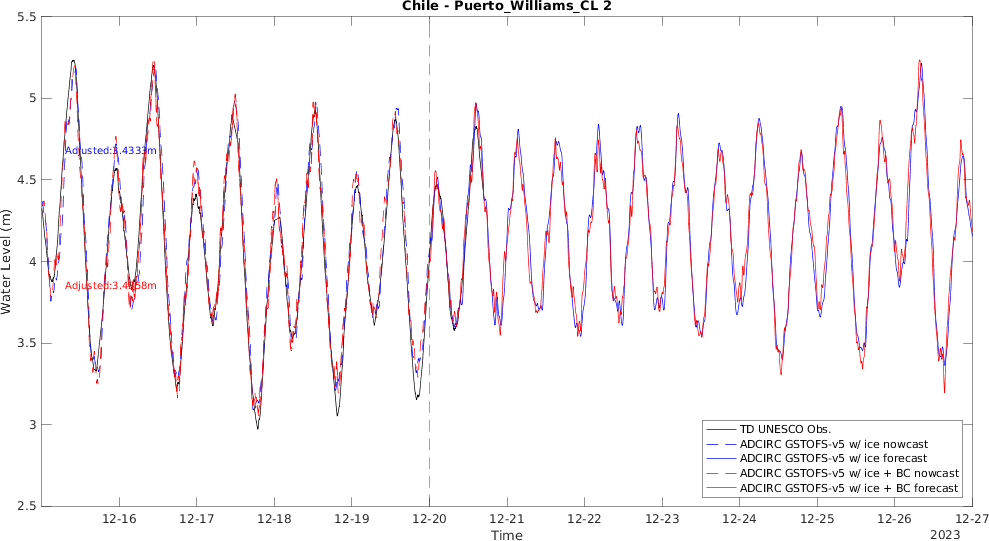 Chile - Puerto_Williams_CL 2
5.5
5
4.5
4
3.5
3
2.5
Water Level (m)
Adjusted:3.4333m
TD UNESCO Obs.
ADCIRC GSTOFS-v5 w/ ice nowcast
ADCIRC GSTOFS-v5 w/ ice forecast
ADCIRC GSTOFS-v5 w/ ice + BC nowcast
ADCIRC GSTOFS-v5 w/ ice + BC forecast
12-16 12-17 12-18 12-19 12-20 12-21 12-22 12-23 12-24 12-25 12-26 12-27
Time
2023